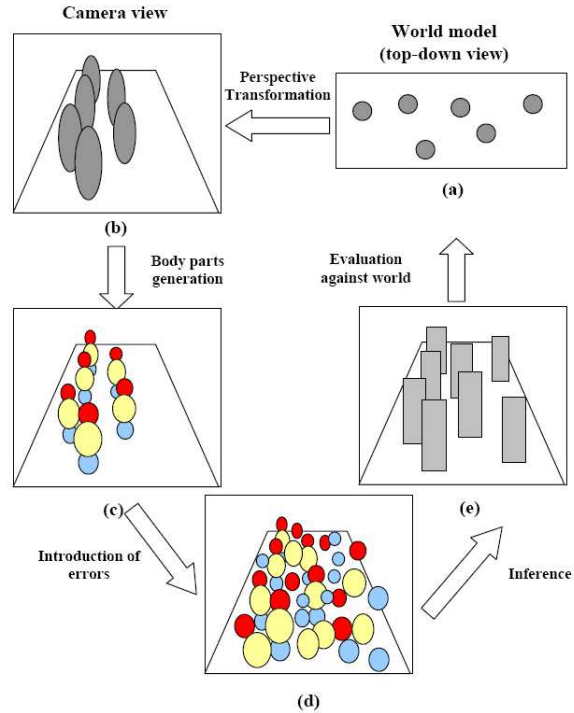 Camera view
World model
(top-down view)
Perspective
Transformation
(a)
(b)
Body parts
generation
Evaluation
against world
(c)
(e)
Introduction of
errors
Inference
(d)